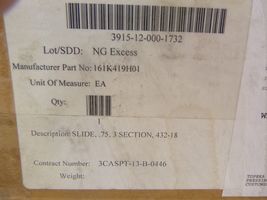 3915-12-000-1732
Lot/SDD: NG Excess
Manufacturer Part No: 161K419H01
Unit Of Measure: EA
Qty:
1
Description: SLIDE, .75, 3 SECTION, 432-18
Contract Number: 3CASPT-13-B-0446
Weight: